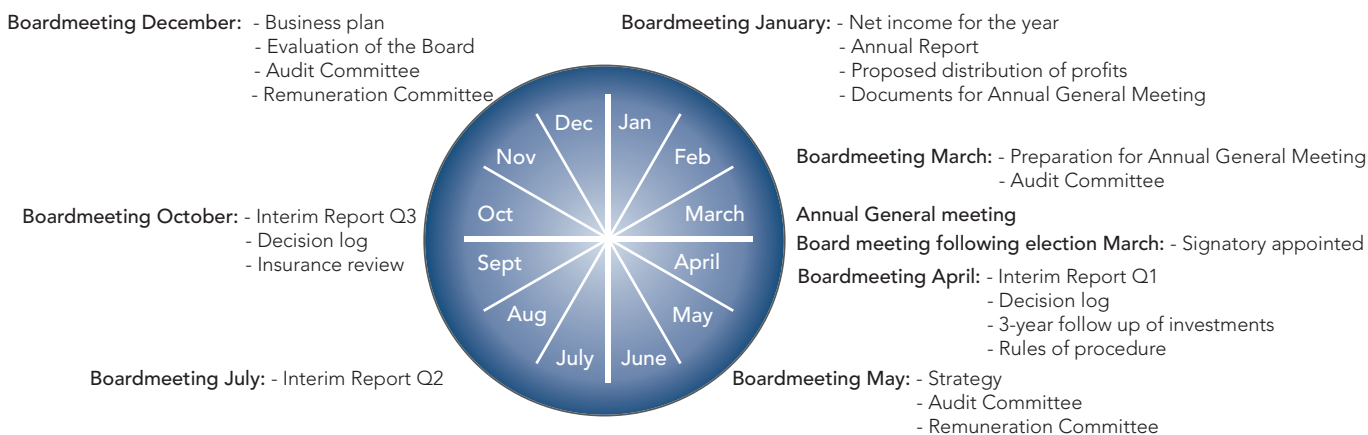 Boardmeeting December: - Business plan
- Evaluation of the Board
- Audit Committee
- Remuneration Committee
Boardmeeting January: - Net income for the year
- Annual Report
- Proposed distribution of profits
- Documents for Annual General Meeting
Boardmeeting March: - Preparation for Annual General Meeting
- Audit Committee
Annual General meeting
Board meeting following election March: - Signatory appointed
Boardmeeting April: - Interim Report Q1
- Decision log
- 3-year follow up of investments
- Rules of procedure
Boardmeeting May: - Strategy
- Audit Committee
- Remuneration Committee
Boardmeeting July: - Interim Report Q2
Boardmeeting October: - Interim Report Q3
- Decision log
- Insurance review
Jan
Feb
March
April
May
June
July
Aug
Sept
Oct
Nov
Dec